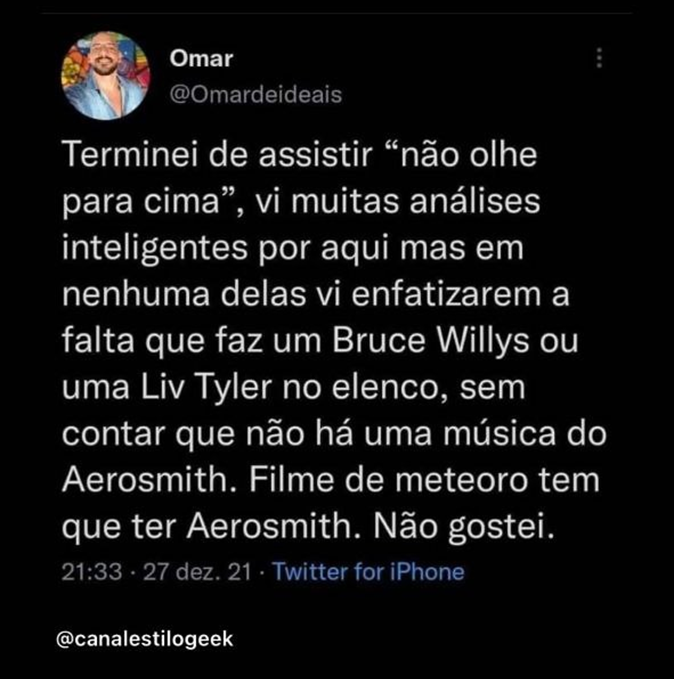 Omar
@Omardeideais
Terminei de assistir “não olhe
para cima”, vi muitas análises
inteligentes por aqui mas em
nenhuma delas vi enfatizarem a
falta que faz um Bruce Willys ou
uma Liv Tyler no elenco, sem
contar que não há uma música do
Aerosmith. Filme de meteoro tem
que ter Aerosmith. Não gostei.
21:33 · 27 dez. 21 · Twitter for iPhone
@canalestilogeek